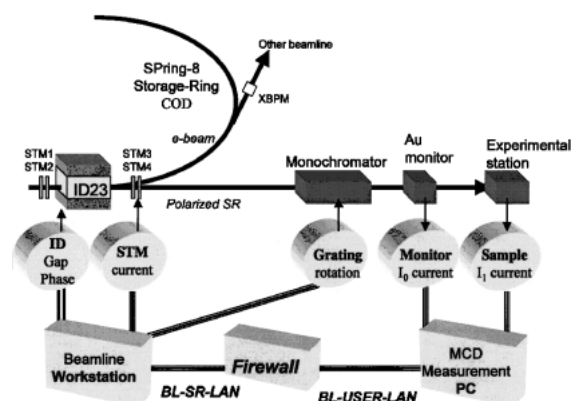 Other beamline
SPring-8
Storage-Ring
COD
XBPM
e-beam
STM1
STM2
ID23
STM3
STM4
Polarized SR
Monochromator
Au
monitor
Experimental
station
ID
Gap
Phase
STM
current
Grating
rotation
Monitor
I₀ current
Sample
I₁ current
Beamline
Workstation
Firewall
MCD
Measurement
PC
BL-SR-LAN
BL-USER-LAN